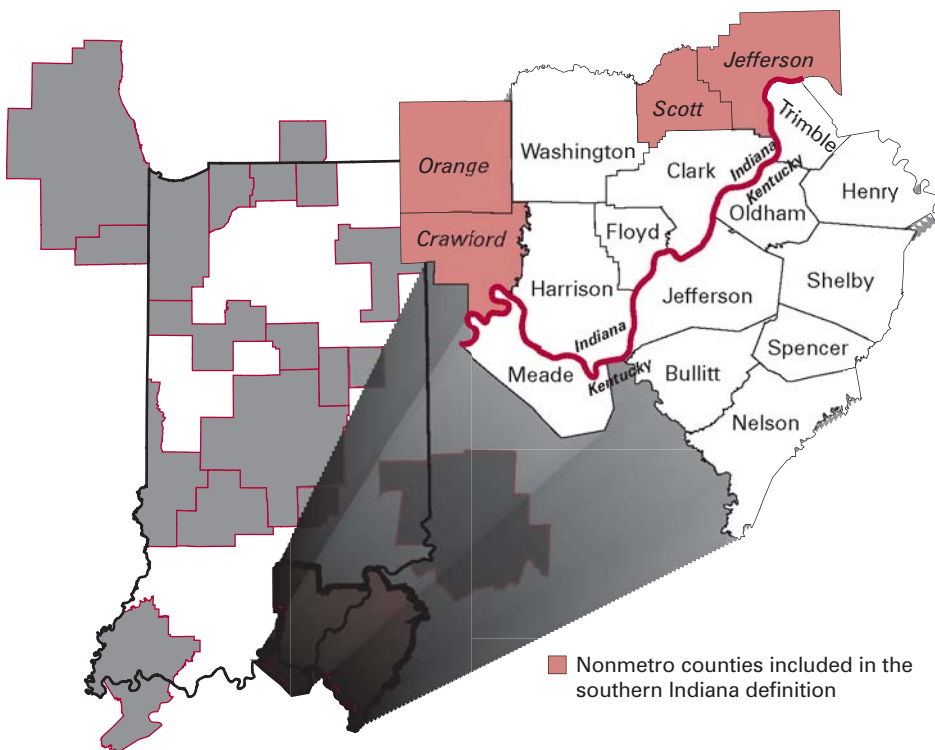 Jefferson
Scott
Trimble
Orange
Washington
Clark
Indiana
Kentucky
Henry
Oldham
Crawford
Floyd
Shelby
Harrison
Jefferson
Indiana
Kentucky
Spencer
Meade
Bullitt
Nelson
Nonmetro counties included in the
southern Indiana definition